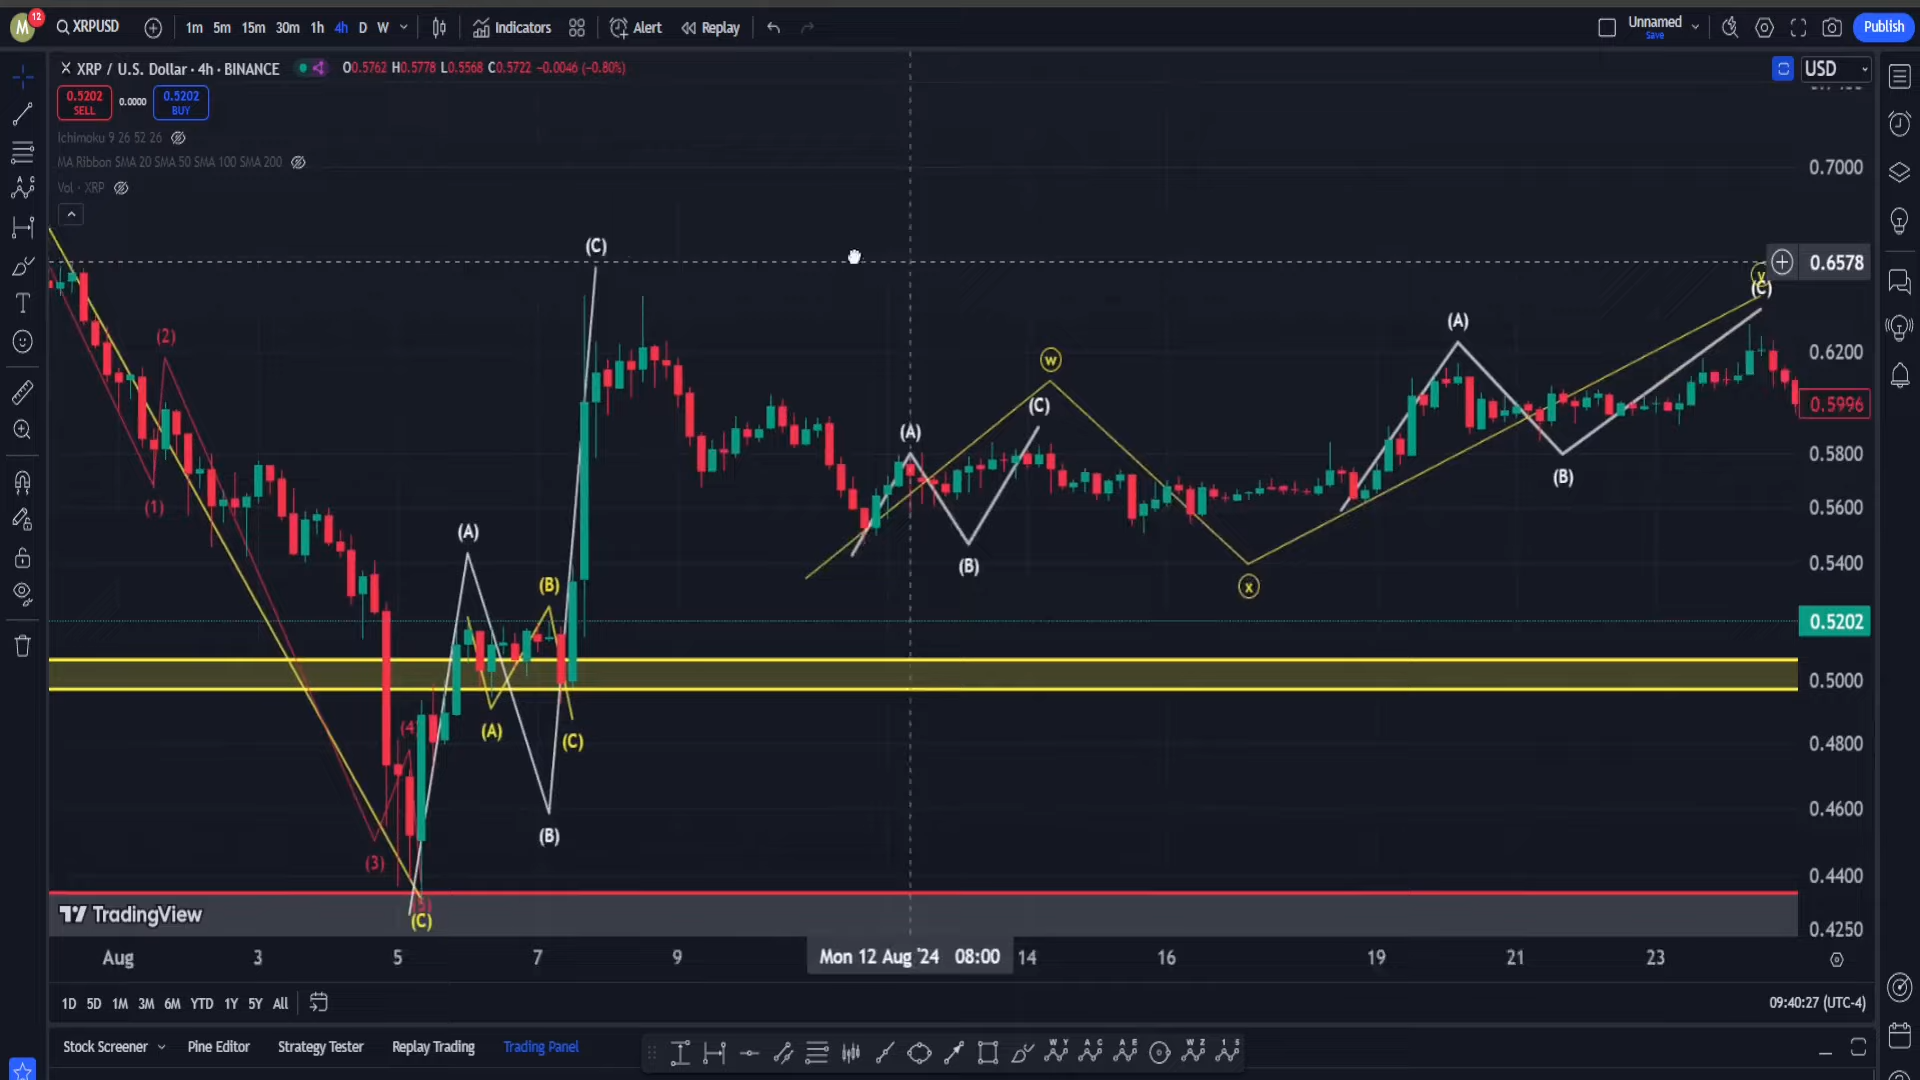 M 12 XRPUSD 1m 5m 15m 30m 1h 4h D W Indicators Alert Replay Unnamed Save Publish
XRP / U.S. Dollar · 4h · BINANCE O0.5762 H0.5778 L0.5568 C0.5722 −0.0046 (−0.80%) USD
0.5202 SELL 0.0000 0.5202 BUY
Ichimoku 9 26 52 26
MA Ribbon SMA 20 SMA 50 SMA 100 SMA 200
Vol · XRP
0.7000
(C)
0.6578
y
(C)
(A)
(2)
0.6200
w
(C)
0.5996
(A)
0.5800
(B)
(1)
0.5600
(A)
(B)
0.5400
(B)
x
0.5202
0.5000
(4)
(A)
(C)
0.4800
0.4600
(B)
(3)
0.4400
(5)
(C)
TradingView
0.4250
Aug 3 5 7 9 Mon 12 Aug '24 08:00 14 16 19 21 23
1D 5D 1M 3M 6M YTD 1Y 5Y All 09:40:27 (UTC-4)
Stock Screener Pine Editor Strategy Tester Replay Trading Trading Panel